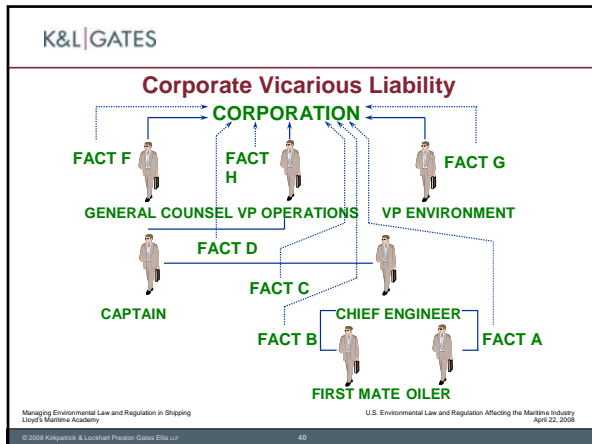 K&L|GATES
Corporate Vicarious Liability
CORPORATION
FACT F
FACT
H
FACT G
GENERAL COUNSEL VP OPERATIONS VP ENVIRONMENT
FACT D
FACT C
CAPTAIN
CHIEF ENGINEER
FACT B
FACT A
FIRST MATE OILER
Managing Environmental Law and Regulation in Shipping
Lloyd's Maritime Academy
U.S. Environmental Law and Regulation Affecting the Maritime Industry
April 22, 2008
© 2008 Kirkpatrick & Lockhart Preston Gates Ellis LLP
40